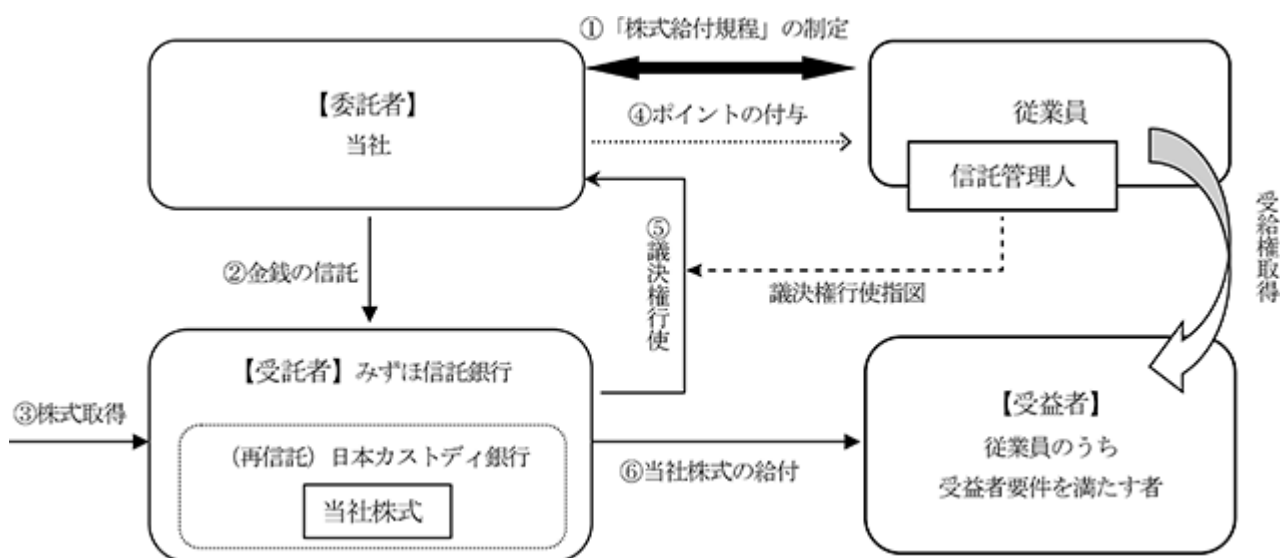 ①「株式給付規程」の制定
【委託者】
当社
④ポイントの付与
従業員
信託管理人
受給権取得
②金銭の信託
⑤議決権行使
議決権行使指図
【受託者】みずほ信託銀行
③株式取得
(再信託) 日本カストディ銀行
当社株式
⑥当社株式の給付
【受益者】
従業員のうち
受益者要件を満たす者